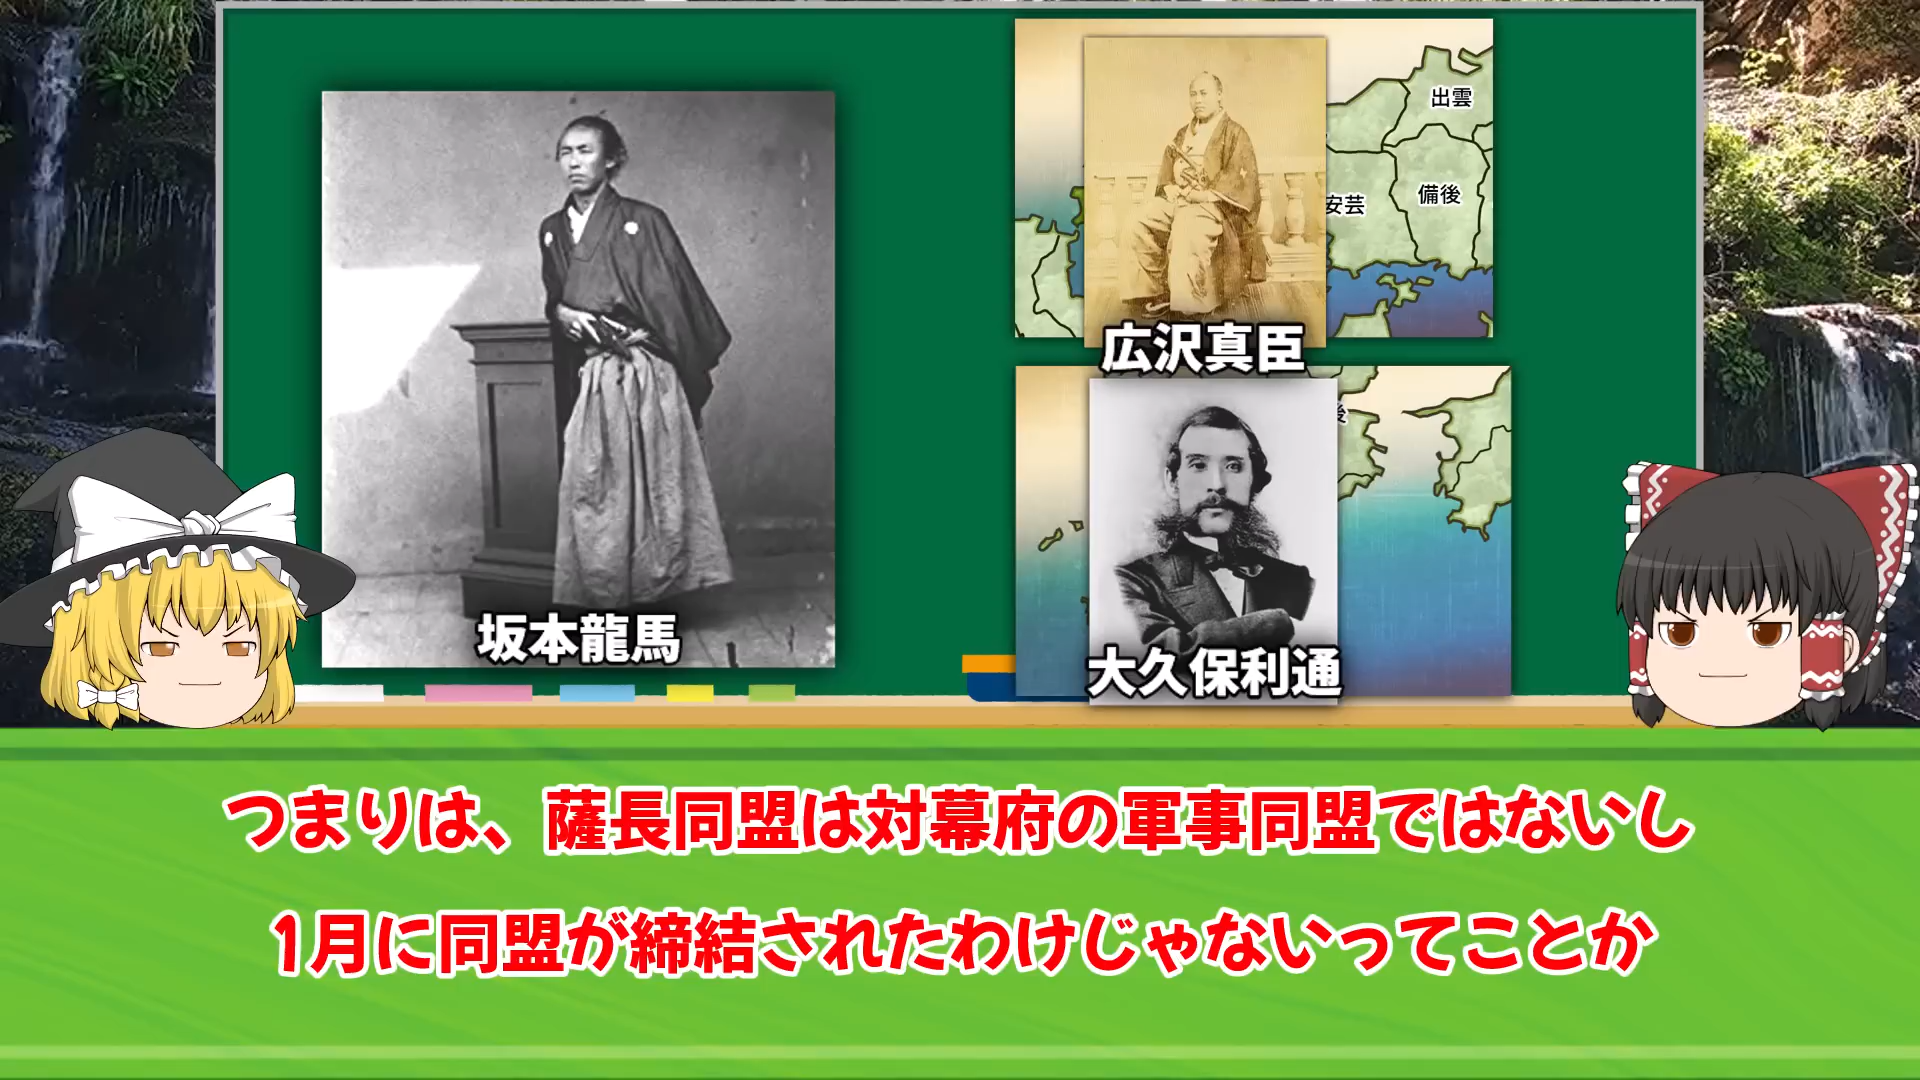 出雲
安芸
備後
広沢真臣
後
坂本龍馬
大久保利通
つまりは、薩長同盟は対幕府の軍事同盟ではないし
1月に同盟が締結されたわけじゃないってことか